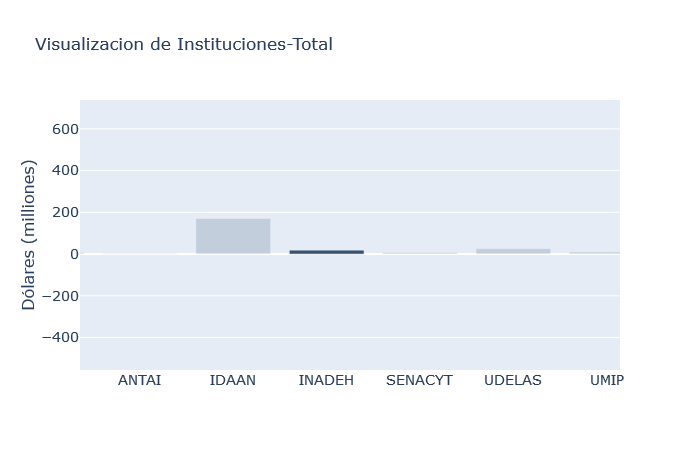 Visualizacion de Instituciones-Total
Dólares (milliones)
600
400
200
0
−200
−400
ANTAI IDAAN INADEH SENACYT UDELAS UMIP